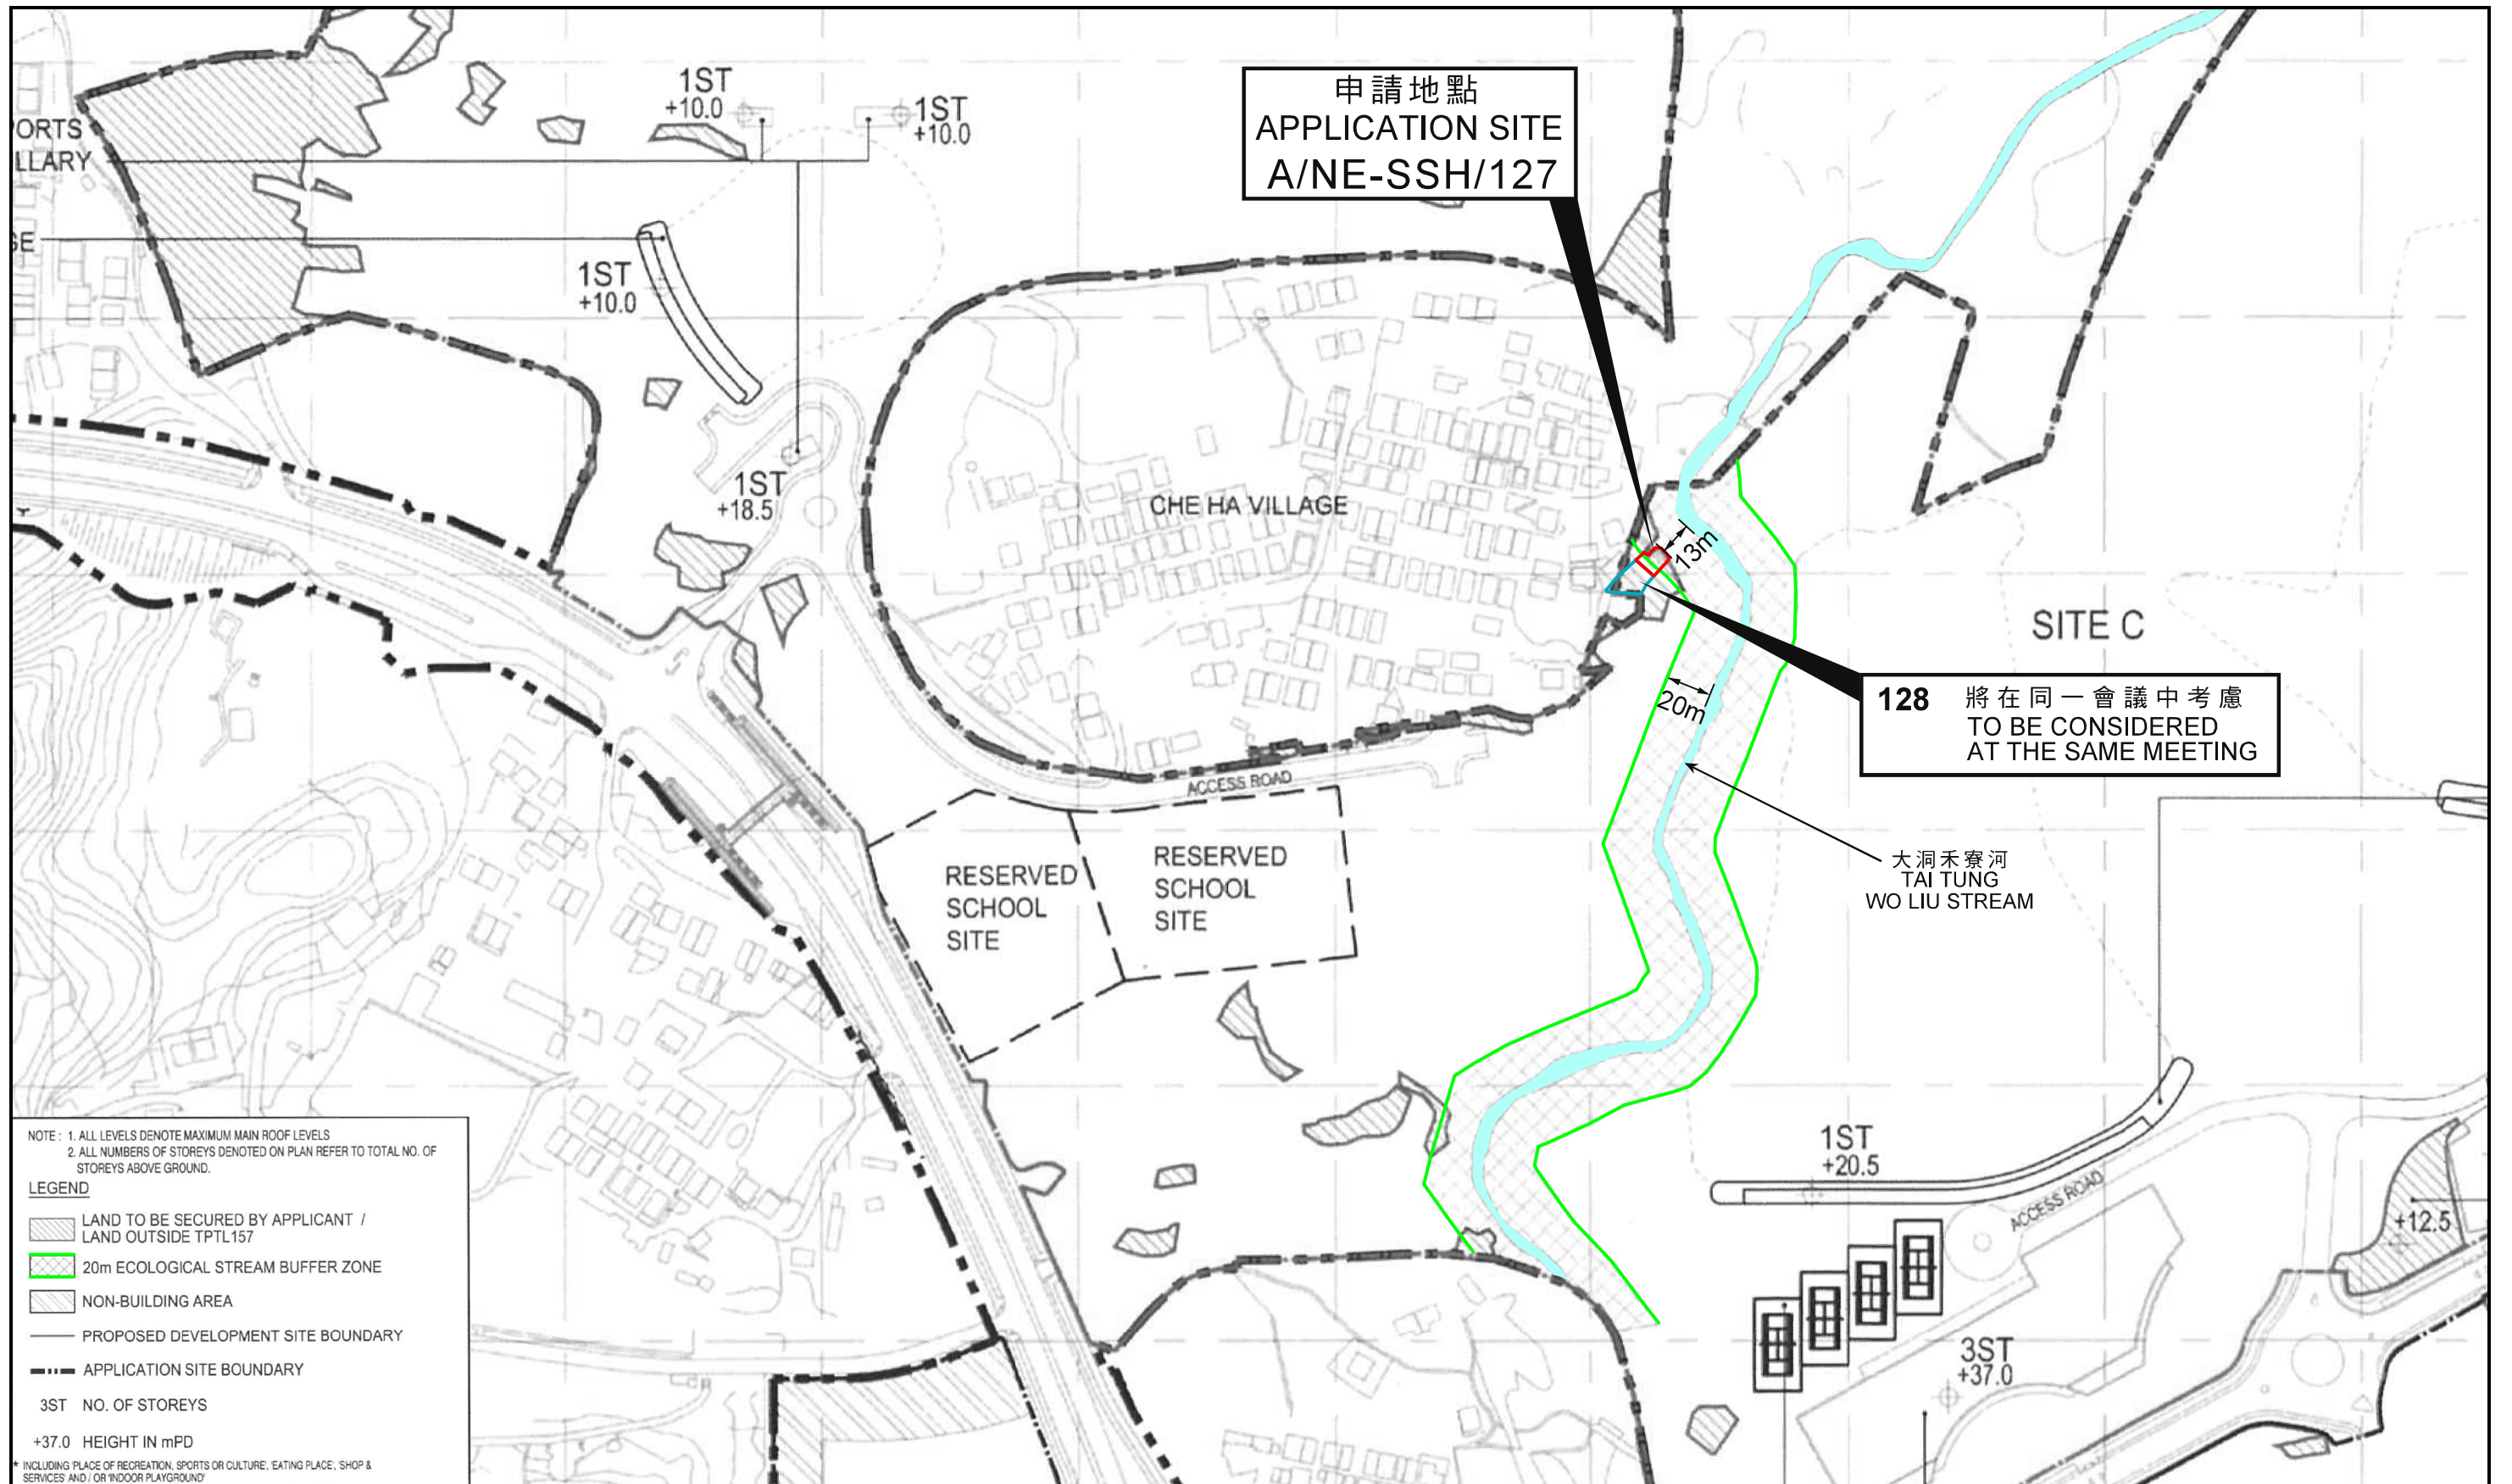 1ST
+10.0
1ST
+10.0
申請地點
APPLICATION SITE
A/NE-SSH/127
1ST
+10.0
1ST
+18.5
CHE HA VILLAGE
13m
SITE C
20m
128 將在同一會議中考慮
TO BE CONSIDERED
AT THE SAME MEETING
ACCESS ROAD
RESERVED
SCHOOL
SITE
RESERVED
SCHOOL
SITE
大洞禾寮河
TAI TUNG
WO LIU STREAM
1ST
+20.5
ACCESS ROAD
+12.5
3ST
+37.0
NOTE : 1. ALL LEVELS DENOTE MAXIMUM MAIN ROOF LEVELS
2. ALL NUMBERS OF STOREYS DENOTED ON PLAN REFER TO TOTAL NO. OF
STOREYS ABOVE GROUND.
LEGEND
LAND TO BE SECURED BY APPLICANT /
LAND OUTSIDE TPTL157
20m ECOLOGICAL STREAM BUFFER ZONE
NON-BUILDING AREA
PROPOSED DEVELOPMENT SITE BOUNDARY
APPLICATION SITE BOUNDARY
3ST NO. OF STOREYS
+37.0 HEIGHT IN mPD
* INCLUDING 'PLACE OF RECREATION, SPORTS OR CULTURE', 'EATING PLACE', 'SHOP &
SERVICES' AND / OR 'INDOOR PLAYGROUND'